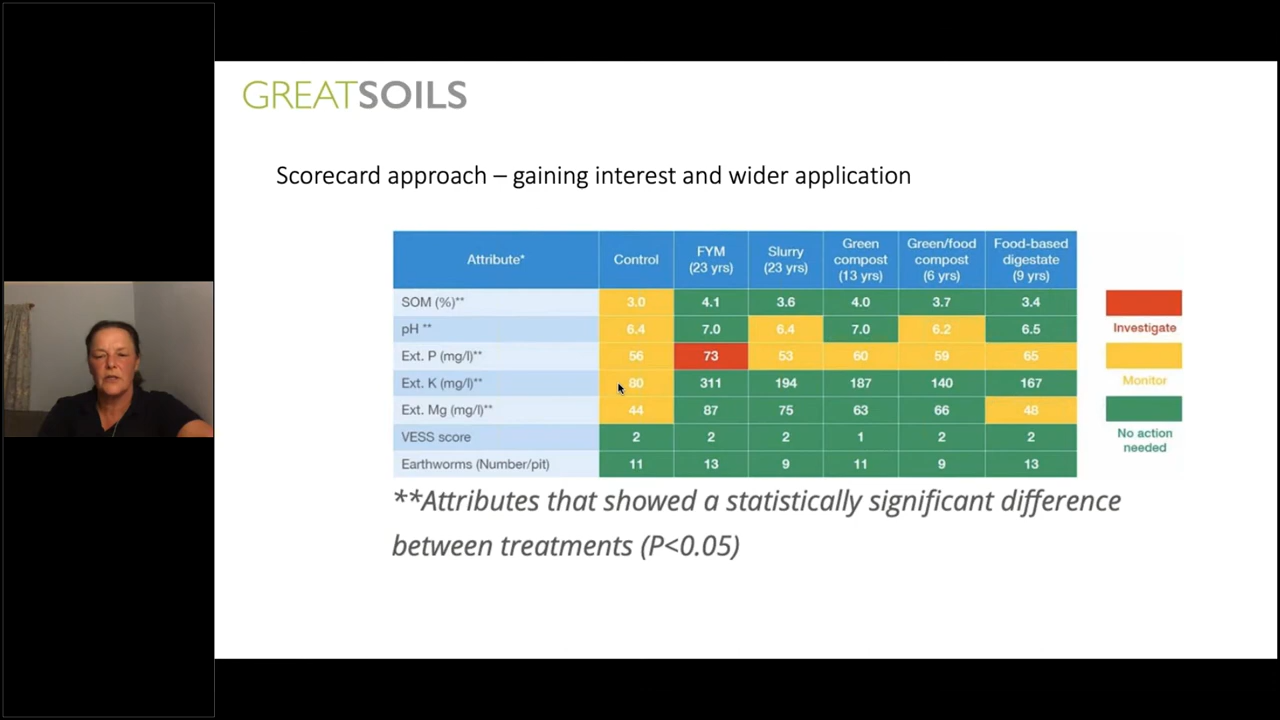 GREATSOILS
Scorecard approach – gaining interest and wider application
Attribute* Control FYM (23 yrs) Slurry (23 yrs) Green compost (13 yrs) Green/food compost (6 yrs) Food-based digestate (9 yrs)
SOM (%)** 3.0 4.1 3.6 4.0 3.7 3.4
pH ** 6.4 7.0 6.4 7.0 6.2 6.5
Ext. P (mg/l)** 56 73 53 60 59 65
Ext. K (mg/l)** 80 311 194 187 140 167
Ext. Mg (mg/l)** 44 87 75 63 66 48
VESS score 2 2 2 1 2 2
Earthworms (Number/pit) 11 13 9 11 9 13
Investigate
Monitor
No action
needed
**Attributes that showed a statistically significant difference
between treatments (P<0.05)